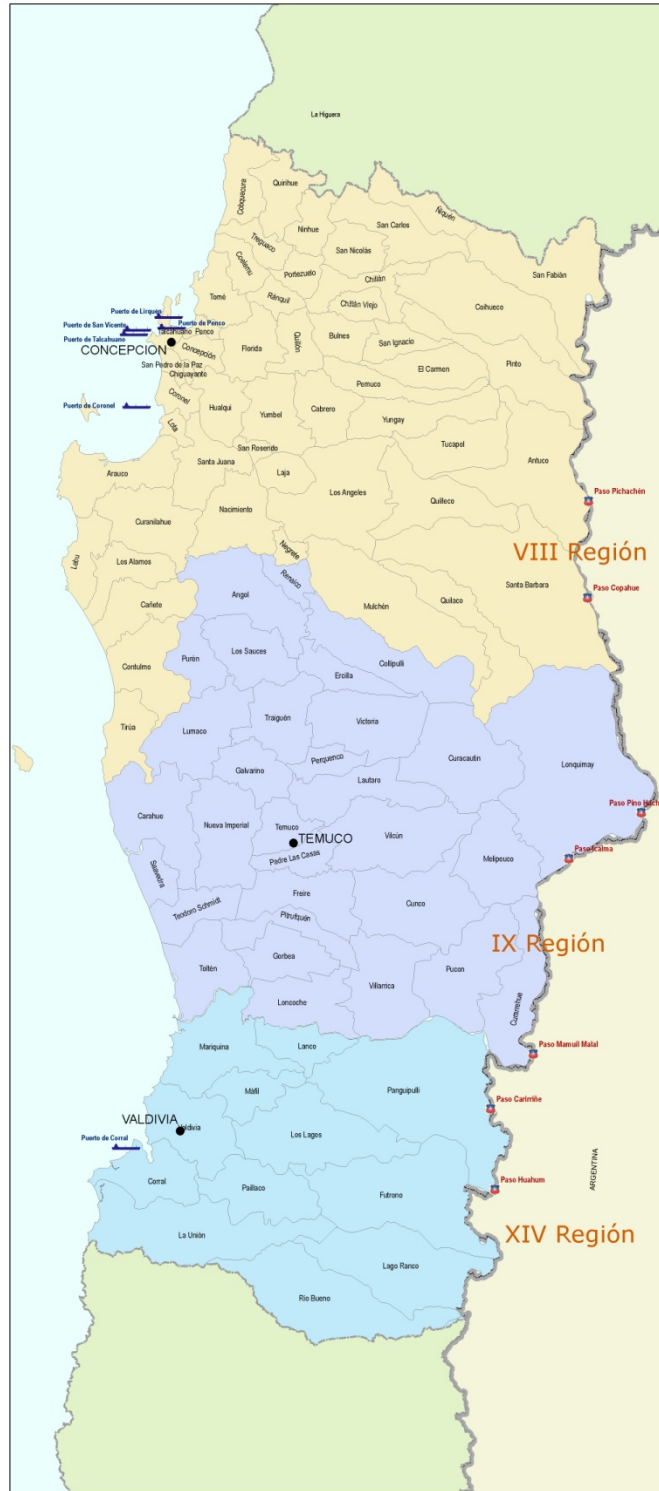 La Higuera
Cobquecura
Quirihue
Ninhue
San Carlos
Ñiquén
Treguaco
San Nicolás
Coelemu
Portezuelo
Chillán
San Fabián
Tomé
Ránquil
Chillán Viejo
Coihueco
Puerto de Lirquén
Puerto de San Vicente
Puerto de Penco
Puerto de Talcahuano
Talcahuano
Penco
CONCEPCION
Concepción
Florida
Quillón
Bulnes
San Ignacio
El Carmen
Pinto
San Pedro de la Paz
Chiguayante
Pemuco
Puerto de Coronel
Coronel
Hualqui
Yumbel
Cabrero
Yungay
Lota
Tucapel
San Rosendo
Santa Juana
Laja
Antuco
Arauco
Los Angeles
Quilleco
Paso Pichachén
Nacimiento
Curanilahue
VIII Región
Negrete
Lebu
Los Alamos
Renaico
Santa Barbara
Paso Copahue
Angol
Quilaco
Cañete
Mulchén
Los Sauces
Purén
Collipulli
Contulmo
Ercilla
Tirúa
Lumaco
Traiguén
Victoria
Curacautin
Lonquimay
Perquenco
Galvarino
Lautaro
Carahue
Nueva Imperial
Temuco
TEMUCO
Vilcún
Padre Las Casas
Melipeuco
Paso Icalma
Saavedra
Freire
Teodoro Schmidt
Pitrufquén
Cunco
IX Región
Gorbea
Toltén
Pucon
Villarrica
Loncoche
Curarrehue
Mariquina
Lanco
Paso Mamuil Malal
Máfil
Panguipulli
Paso Carirriñe
VALDIVIA
Valdivia
Los Lagos
Puerto de Corral
Corral
Paillaco
Futrono
Paso Huahum
ARGENTINA
La Unión
XIV Región
Lago Ranco
Río Bueno